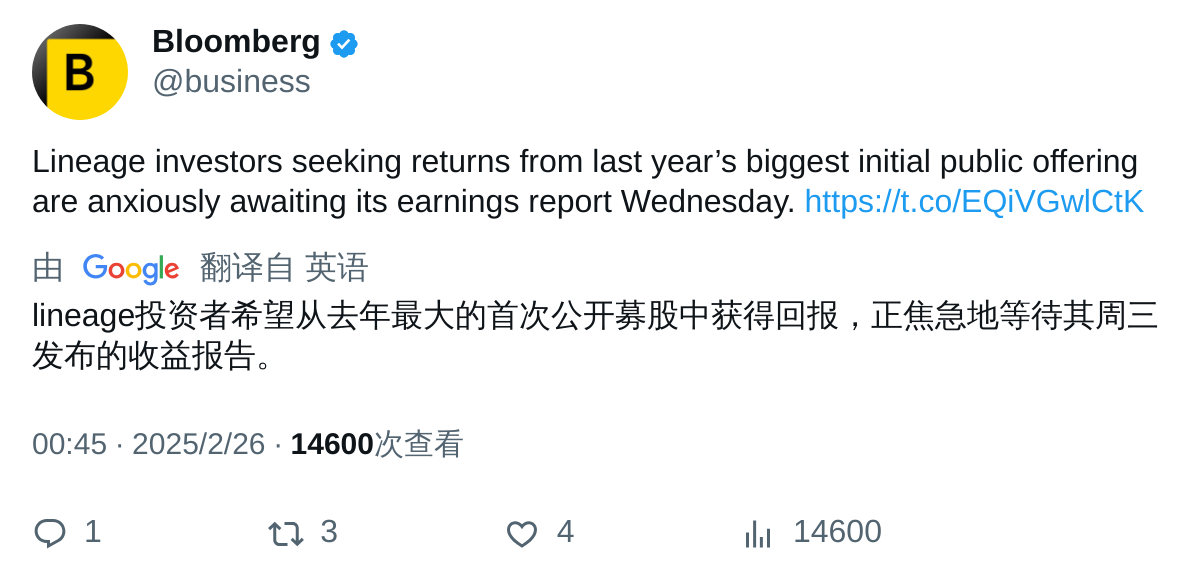 B
Bloomberg
@business
Lineage investors seeking returns from last year’s biggest initial public offering
are anxiously awaiting its earnings report Wednesday. https://t.co/EQiVGwlCtK
由 Google 翻译自 英语
lineage投资者希望从去年最大的首次公开募股中获得回报，正焦急地等待其周三
发布的收益报告。
00:45 · 2025/2/26 · 14600次查看
1 3 4 14600